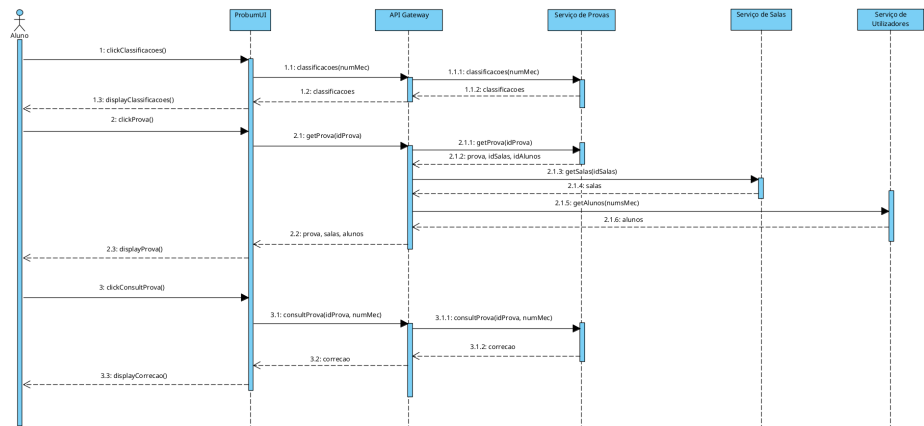 Aluno
ProbumUI
API Gateway
Serviço de Provas
Serviço de Salas
Serviço de
Utilizadores
1: clickClassificacoes()
1.1: classificacoes(numMec)
1.1.1: classificacoes(numMec)
1.1.2: classificacoes
1.2: classificacoes
1.3: displayClassificacoes()
2: clickProva()
2.1: getProva(idProva)
2.1.1: getProva(idProva)
2.1.2: prova, idSalas, idAlunos
2.1.3: getSalas(idSalas)
2.1.4: salas
2.1.5: getAlunos(numsMec)
2.1.6: alunos
2.2: prova, salas, alunos
2.3: displayProva()
3: clickConsultProva()
3.1: consultProva(idProva, numMec)
3.1.1: consultProva(idProva, numMec)
3.1.2: correcao
3.2: correcao
3.3: displayCorrecao()